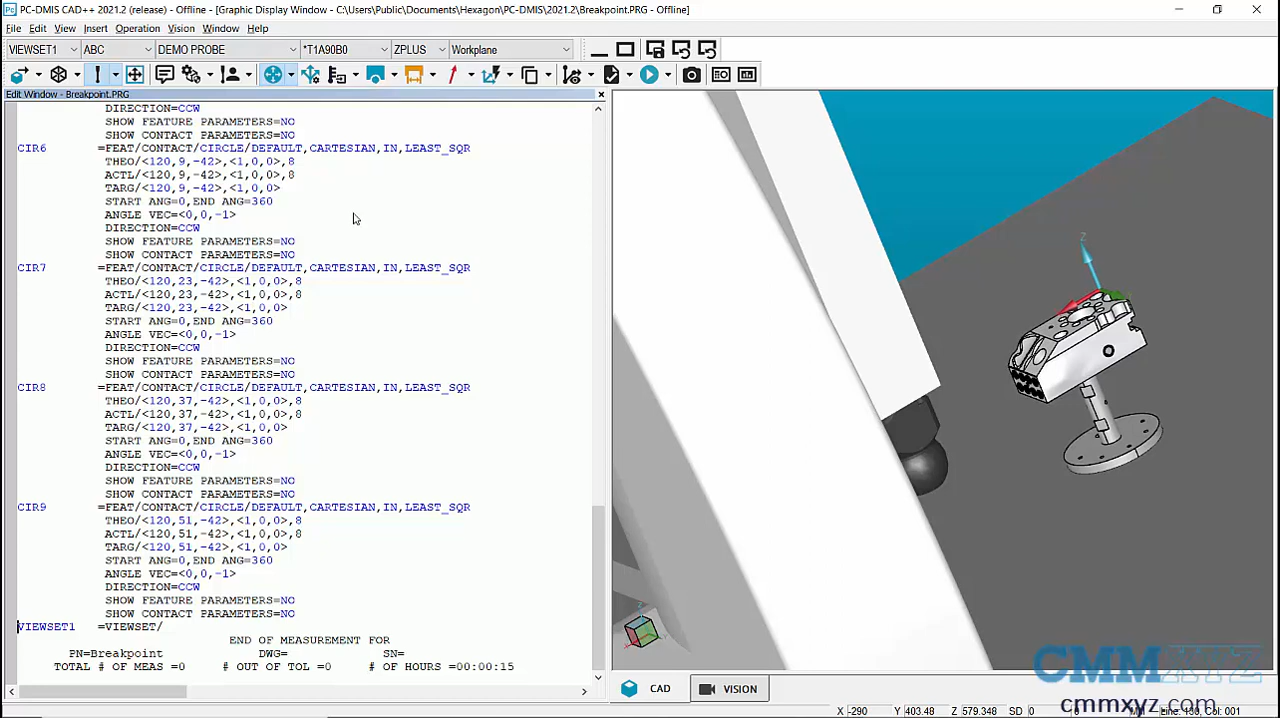 PC-DMIS CAD++ 2021.2 (release) - Offline - [Graphic Display Window - C:\Users\Public\Documents\Hexagon\PC-DMIS\2021.2\Breakpoint.PRG - Offline]
File Edit View Insert Operation Vision Window Help
VIEWSET1 ABC DEMO PROBE *T1A90B0 ZPLUS Workplane
Edit Window - Breakpoint.PRG
DIRECTION=CCW
SHOW FEATURE PARAMETERS=NO
SHOW CONTACT PARAMETERS=NO
CIR6 =FEAT/CONTACT/CIRCLE/DEFAULT,CARTESIAN,IN,LEAST_SQR
THEO/<120,9,-42>,<1,0,0>,8
ACTL/<120,9,-42>,<1,0,0>,8
TARG/<120,9,-42>,<1,0,0>
START ANG=0,END ANG=360
ANGLE VEC=<0,0,-1>
DIRECTION=CCW
SHOW FEATURE PARAMETERS=NO
SHOW CONTACT PARAMETERS=NO
CIR7 =FEAT/CONTACT/CIRCLE/DEFAULT,CARTESIAN,IN,LEAST_SQR
THEO/<120,23,-42>,<1,0,0>,8
ACTL/<120,23,-42>,<1,0,0>,8
TARG/<120,23,-42>,<1,0,0>
START ANG=0,END ANG=360
ANGLE VEC=<0,0,-1>
DIRECTION=CCW
SHOW FEATURE PARAMETERS=NO
SHOW CONTACT PARAMETERS=NO
CIR8 =FEAT/CONTACT/CIRCLE/DEFAULT,CARTESIAN,IN,LEAST_SQR
THEO/<120,37,-42>,<1,0,0>,8
ACTL/<120,37,-42>,<1,0,0>,8
TARG/<120,37,-42>,<1,0,0>
START ANG=0,END ANG=360
ANGLE VEC=<0,0,-1>
DIRECTION=CCW
SHOW FEATURE PARAMETERS=NO
SHOW CONTACT PARAMETERS=NO
CIR9 =FEAT/CONTACT/CIRCLE/DEFAULT,CARTESIAN,IN,LEAST_SQR
THEO/<120,51,-42>,<1,0,0>,8
ACTL/<120,51,-42>,<1,0,0>,8
TARG/<120,51,-42>,<1,0,0>
START ANG=0,END ANG=360
ANGLE VEC=<0,0,-1>
DIRECTION=CCW
SHOW FEATURE PARAMETERS=NO
SHOW CONTACT PARAMETERS=NO
VIEWSET1 =VIEWSET/
END OF MEASUREMENT FOR
PN=Breakpoint DWG= SN=
TOTAL # OF MEAS =0 # OUT OF TOL =0 # OF HOURS =00:00:15
Z
CAD VISION
CMMXYZ
cmmxyz.com
X -290 Y 403.48 Z 579.348 SD 0